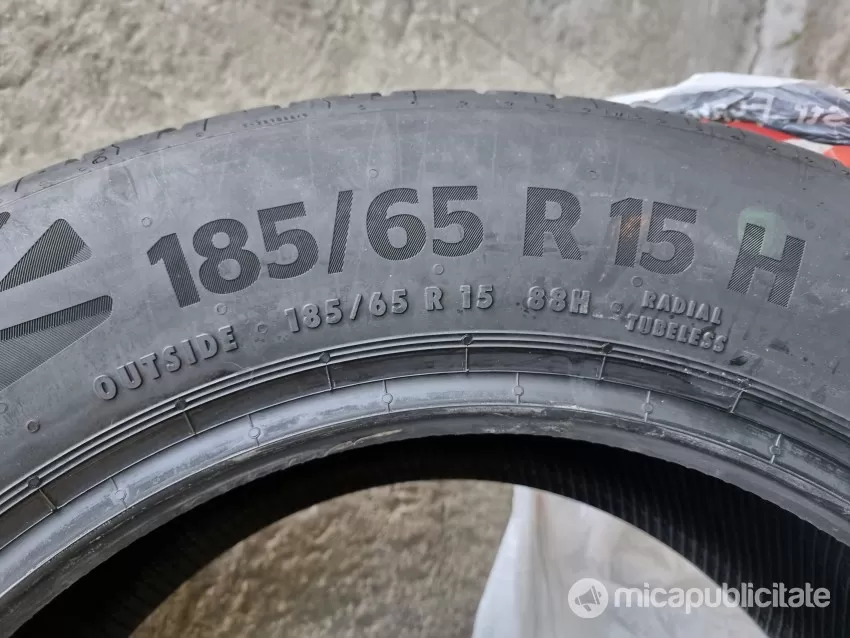 185/65 R 15 H
OUTSIDE 185/65 R 15 88H RADIAL
TUBELESS
micapublicitate